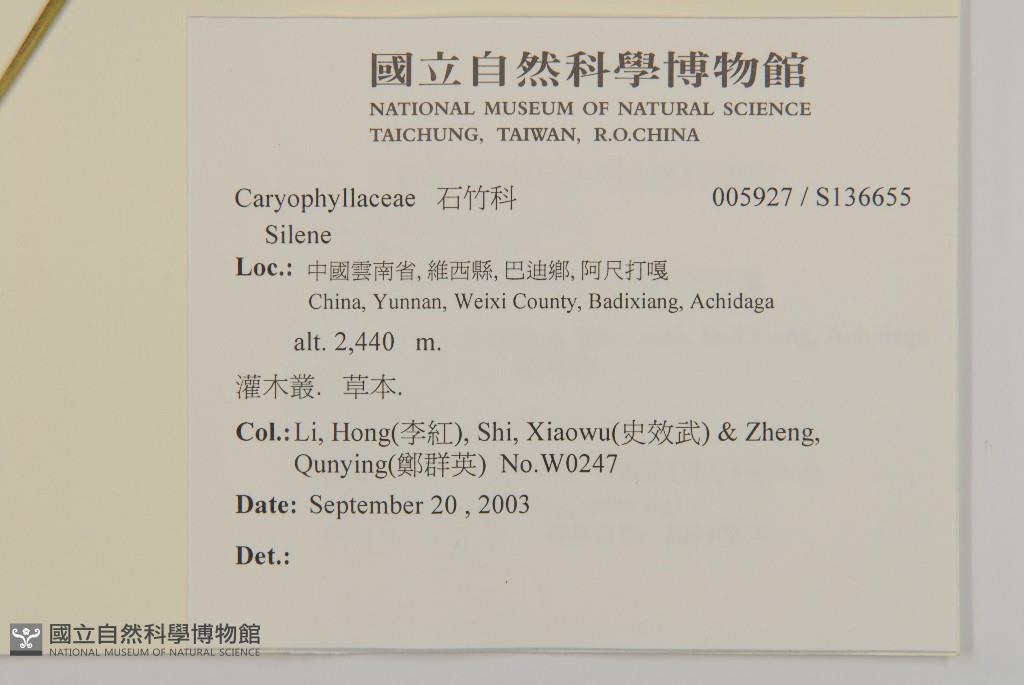 國立自然科學博物館
NATIONAL MUSEUM OF NATURAL SCIENCE
TAICHUNG, TAIWAN, R.O.CHINA
Caryophyllaceae 石竹科 005927 / S136655
Silene
Loc.: 中國雲南省, 維西縣, 巴迪鄉, 阿尺打嘎
China, Yunnan, Weixi County, Badixiang, Achidaga
alt. 2,440 m.
灌木叢. 草本.
Col.: Li, Hong(李紅), Shi, Xiaowu(史效武) & Zheng,
Qunying(鄭群英) No.W0247
Date: September 20 , 2003
Det.:
國立自然科學博物館
NATIONAL MUSEUM OF NATURAL SCIENCE